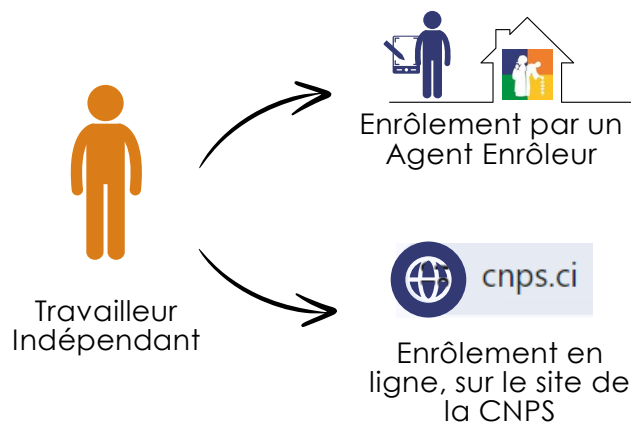 Enrôlement par un
Agent Enrôleur
Travailleur
Indépendant
cnps.ci
Enrôlement en
ligne, sur le site de
la CNPS